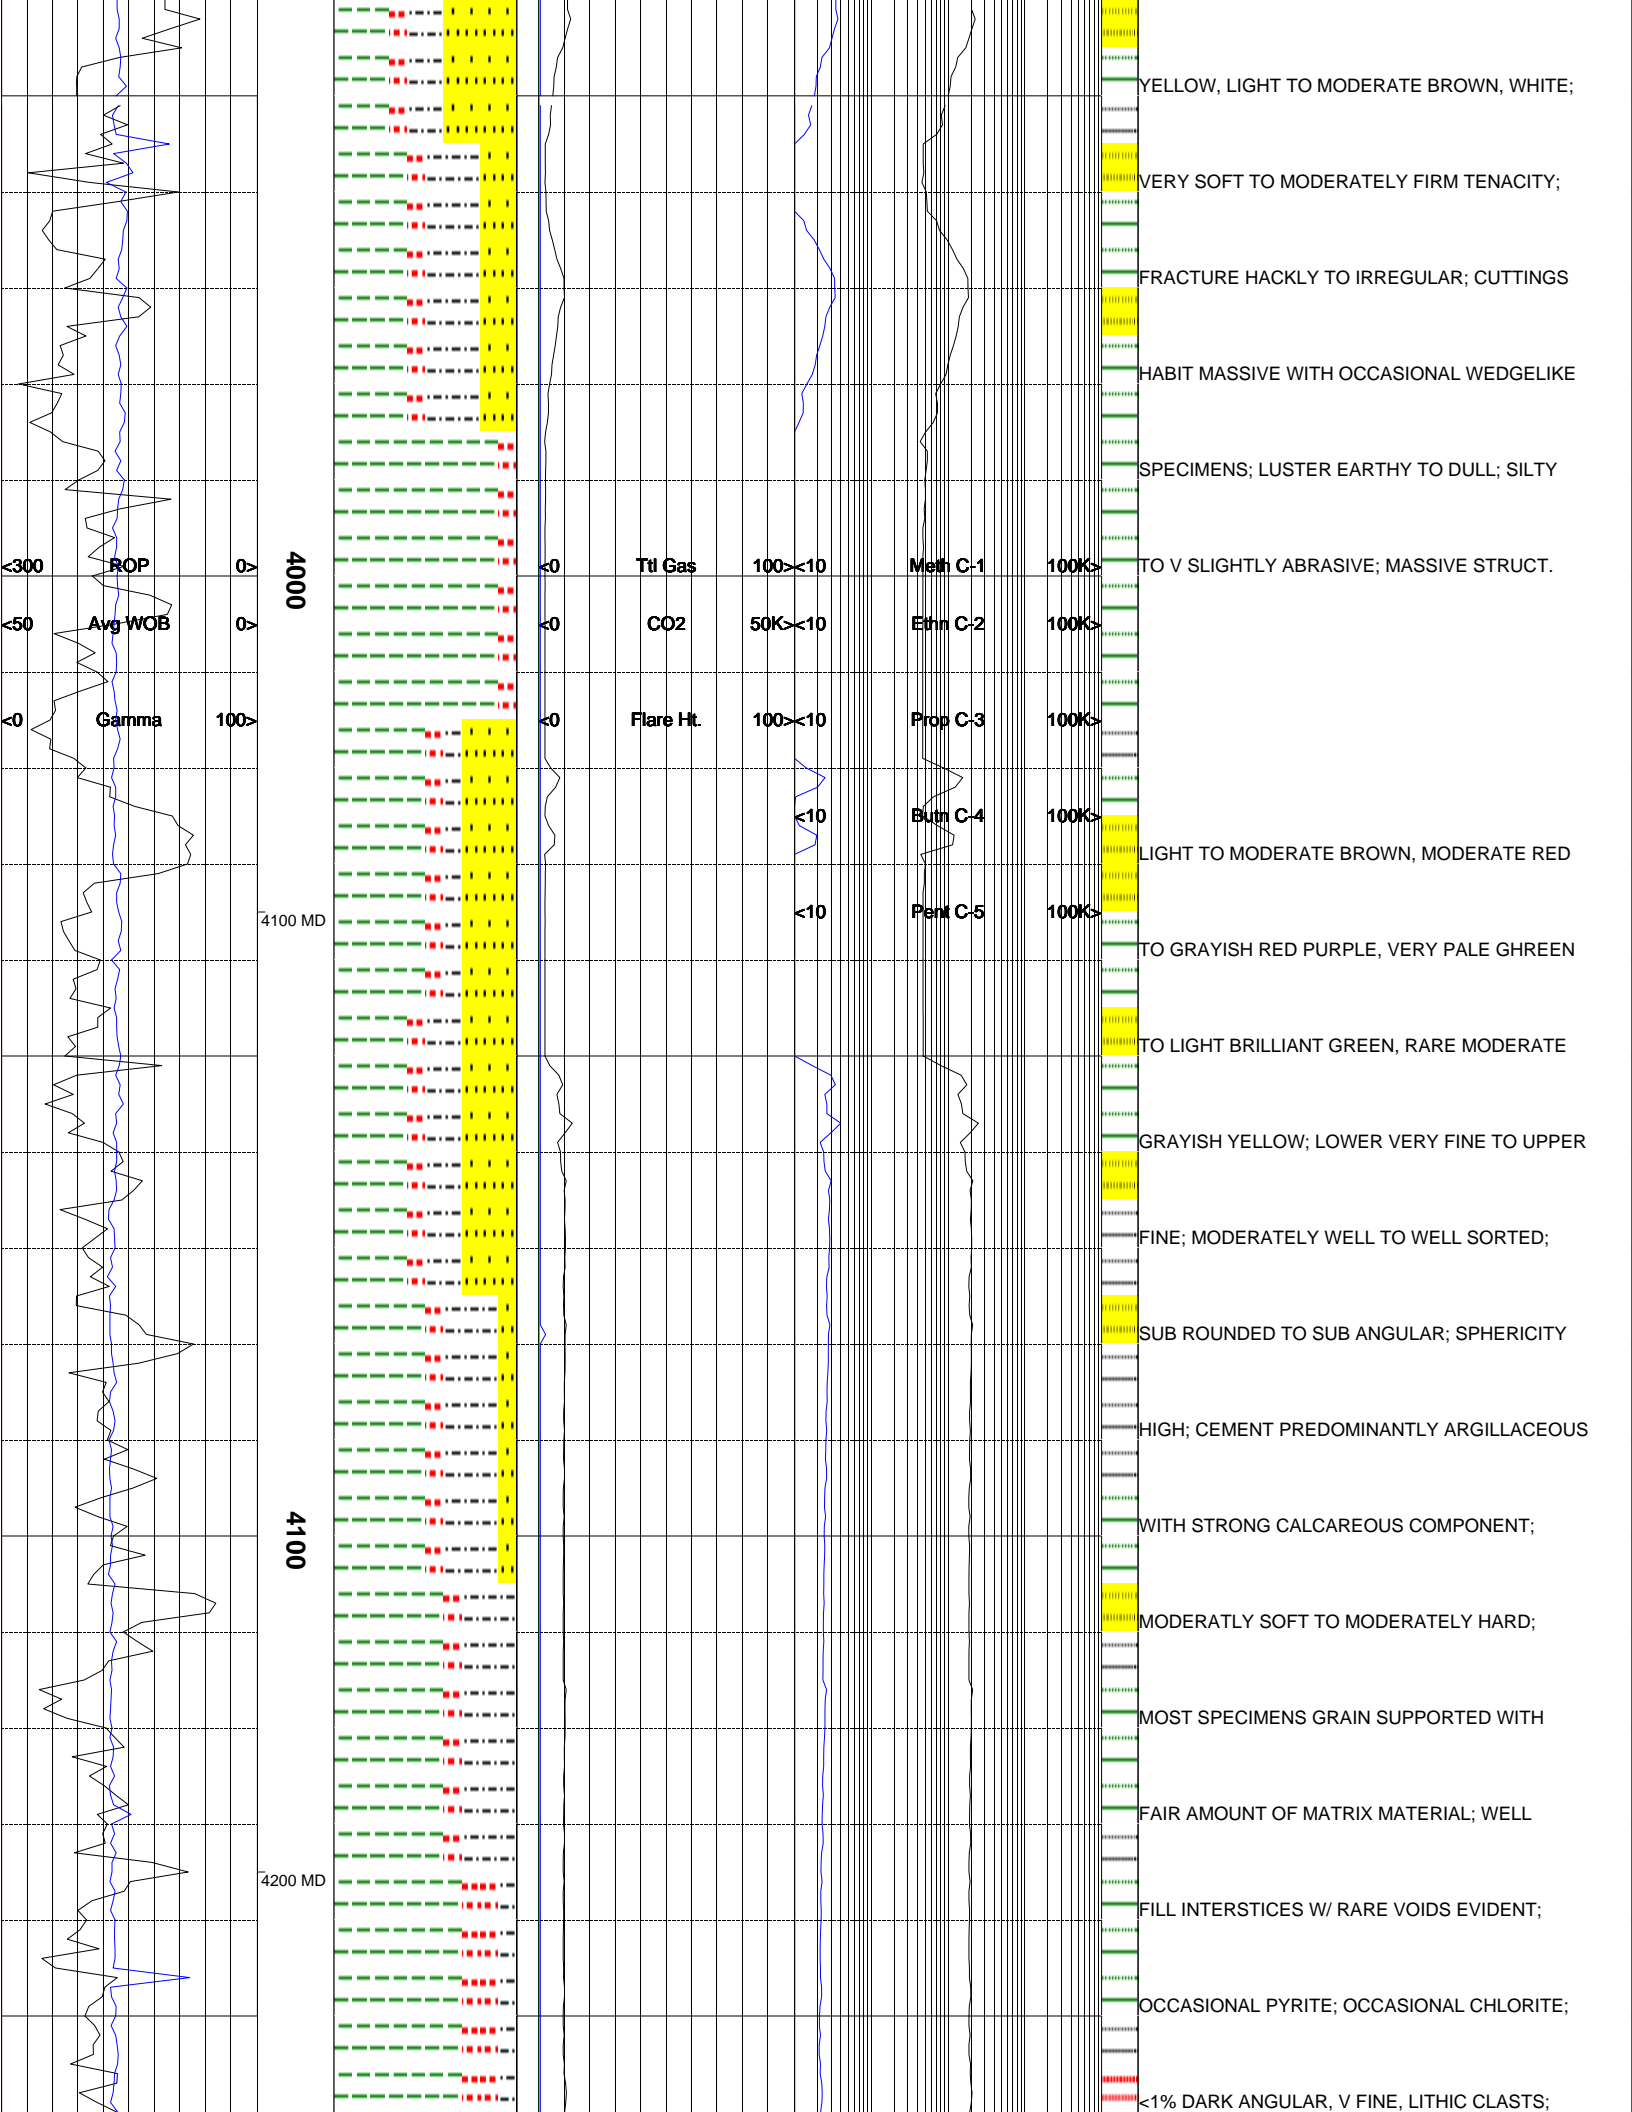 YELLOW, LIGHT TO MODERATE BROWN, WHITE;
VERY SOFT TO MODERATELY FIRM TENACITY;
FRACTURE HACKLY TO IRREGULAR; CUTTINGS
HABIT MASSIVE WITH OCCASIONAL WEDGELIKE
SPECIMENS; LUSTER EARTHY TO DULL; SILTY
<300 ROP 0> 4000 <0 Ttl Gas 100> <10 Meth C-1 100K> TO V SLIGHTLY ABRASIVE; MASSIVE STRUCT.
<50 Avg WOB 0> <0 CO2 50K> <10 Ethn C-2 100K>
<0 Gamma 100> <0 Flare Ht. 100> <10 Prop C-3 100K>
<10 Butn C-4 100K>
LIGHT TO MODERATE BROWN, MODERATE RED
4100 MD <10 Pent C-5 100K>
TO GRAYISH RED PURPLE, VERY PALE GHREEN
TO LIGHT BRILLIANT GREEN, RARE MODERATE
GRAYISH YELLOW; LOWER VERY FINE TO UPPER
FINE; MODERATELY WELL TO WELL SORTED;
SUB ROUNDED TO SUB ANGULAR; SPHERICITY
HIGH; CEMENT PREDOMINANTLY ARGILLACEOUS
4100 WITH STRONG CALCAREOUS COMPONENT;
MODERATLY SOFT TO MODERATELY HARD;
MOST SPECIMENS GRAIN SUPPORTED WITH
FAIR AMOUNT OF MATRIX MATERIAL; WELL
4200 MD
FILL INTERSTICES W/ RARE VOIDS EVIDENT;
OCCASIONAL PYRITE; OCCASIONAL CHLORITE;
<1% DARK ANGULAR, V FINE, LITHIC CLASTS;